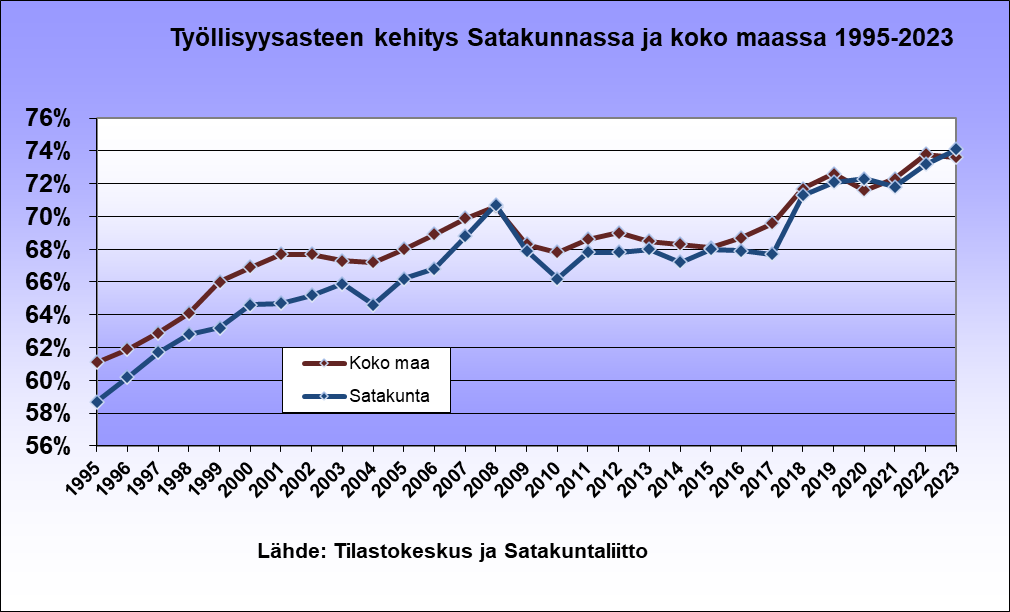 Työllisyysasteen kehitys Satakunnassa ja koko maassa 1995-2023
76%
74%
72%
70%
68%
66%
64%
62%
60%
58%
56%
Koko maa
Satakunta
1995 1996 1997 1998 1999 2000 2001 2002 2003 2004 2005 2006 2007 2008 2009 2010 2011 2012 2013 2014 2015 2016 2017 2018 2019 2020 2021 2022 2023
Lähde: Tilastokeskus ja Satakuntaliitto